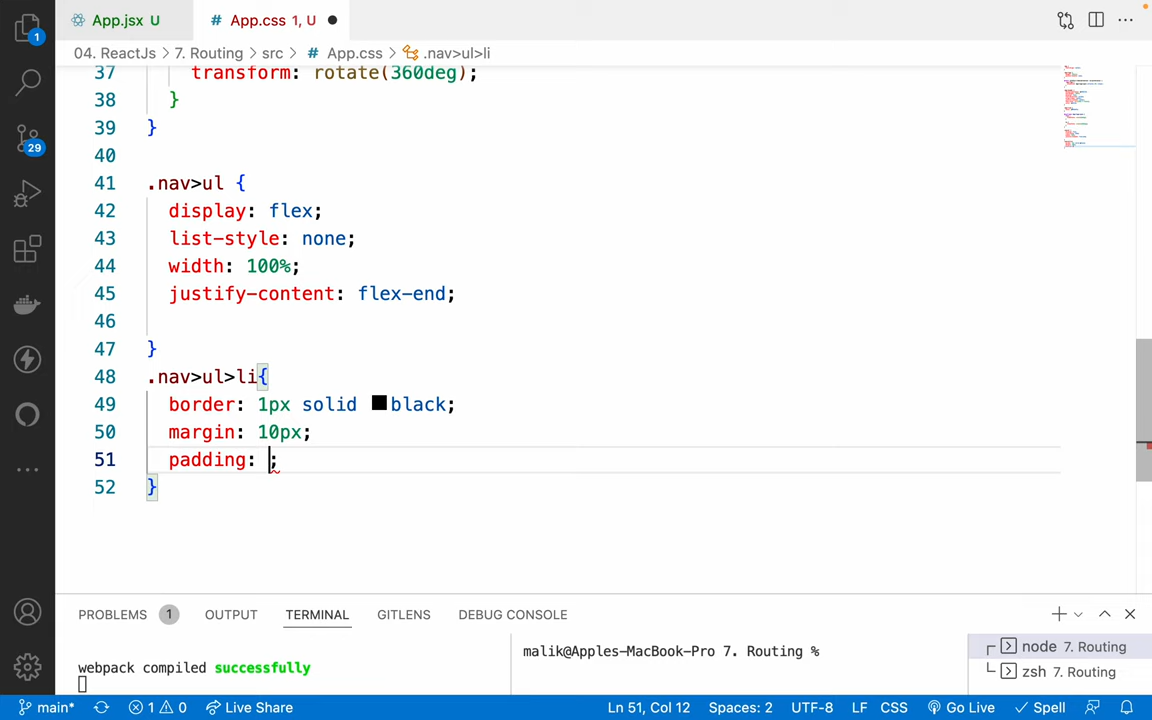 App.jsx U
# App.css 1, U
04. ReactJs > 7. Routing > src > # App.css > .nav>ul>li
37 transform: rotate(360deg);
38 }
39 }
40
41 .nav>ul {
42 display: flex;
43 list-style: none;
44 width: 100%;
45 justify-content: flex-end;
46
47 }
48 .nav>ul>li{
49 border: 1px solid black;
50 margin: 10px;
51 padding: ;
52 }
1
29
PROBLEMS 1 OUTPUT TERMINAL GITLENS DEBUG CONSOLE
webpack compiled successfully
malik@Apples-MacBook-Pro 7. Routing %
node 7. Routing
zsh 7. Routing
main* 1 0 Live Share Ln 51, Col 12 Spaces: 2 UTF-8 LF CSS Go Live Spell